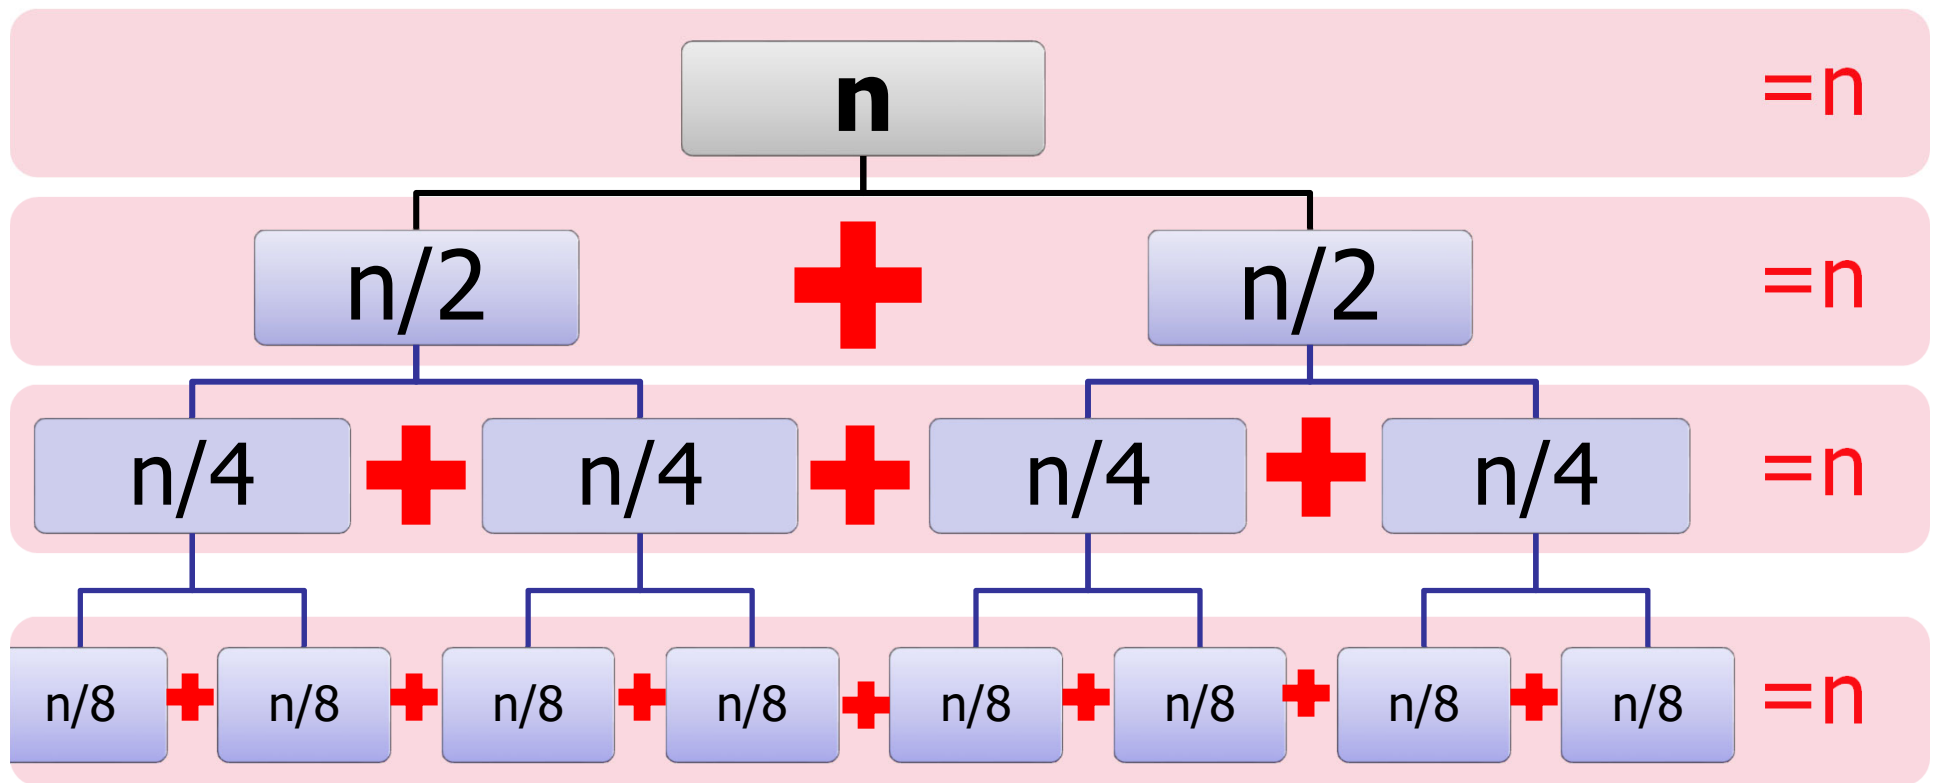 n =n
n/2 + n/2 =n
n/4 + n/4 + n/4 + n/4 =n
n/8 + n/8 + n/8 + n/8 + n/8 + n/8 + n/8 + n/8 =n